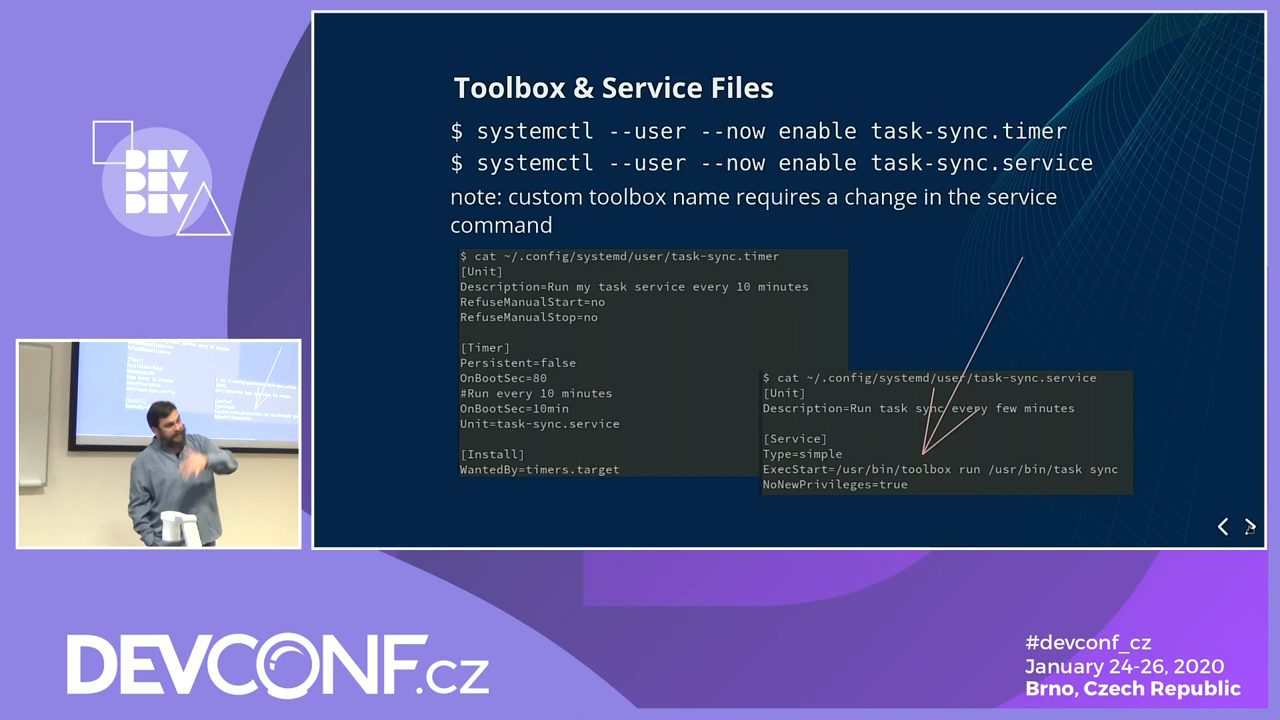 DEV
DEV
DEV
Toolbox & Service Files
$ systemctl --user --now enable task-sync.timer
$ systemctl --user --now enable task-sync.service
note: custom toolbox name requires a change in the service
command
$ cat ~/.config/systemd/user/task-sync.timer
[Unit]
Description=Run my task service every 10 minutes
RefuseManualStart=no
RefuseManualStop=no
[Timer]
Persistent=false
OnBootSec=80
#Run every 10 minutes
OnBootSec=10min
Unit=task-sync.service
[Install]
WantedBy=timers.target
$ cat ~/.config/systemd/user/task-sync.service
[Unit]
Description=Run task sync every few minutes
[Service]
Type=simple
ExecStart=/usr/bin/toolbox run /usr/bin/task sync
NoNewPrivileges=true
DEVCONF.cz
#devconf_cz
January 24-26, 2020
Brno, Czech Republic